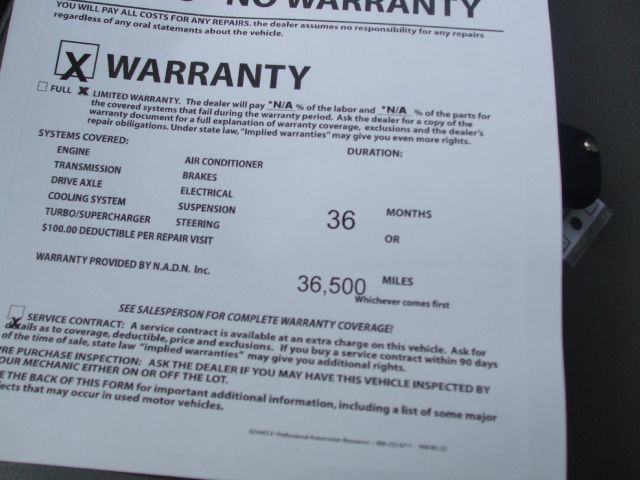 NO WARRANTY
YOU WILL PAY ALL COSTS FOR ANY REPAIRS. the dealer assumes no responsibility for any repairs
regardless of any oral statements about the vehicle.
X WARRANTY
FULL X LIMITED WARRANTY. The dealer will pay *N/A % of the labor and *N/A % of the parts for
the covered systems that fail during the warranty period. Ask the dealer for a copy of the
warranty document for a full explanation of warranty coverage, exclusions and the dealer's
repair obiligations. Under state law, "Implied warranties" may give you even more rights.
SYSTEMS COVERED:
DURATION:
ENGINE
AIR CONDITIONER
TRANSMISSION
BRAKES
DRIVE AXLE
ELECTRICAL
COOLING SYSTEM
SUSPENSION
TURBO/SUPERCHARGER
STEERING
36 MONTHS
$100.00 DEDUCTIBLE PER REPAIR VISIT
OR
WARRANTY PROVIDED BY N.A.D.N. Inc.
36,500 MILES
Whichever comes first
SEE SALESPERSON FOR COMPLETE WARRANTY COVERAGE!
X SERVICE CONTRACT: A service contract is available at an extra charge on this vehicle. Ask for
details as to coverage, deductible, price and exclusions. If you buy a service contract within 90 days
of the time of sale, state law "implied warranties" may give you additional rights.
PRE PURCHASE INSPECTION: ASK THE DEALER IF YOU MAY HAVE THIS VEHICLE INSPECTED BY
OUR MECHANIC EITHER ON OR OFF THE LOT.
E THE BACK OF THIS FORM for important additional information, including a list of some major
fects that may occur in used motor vehicles.